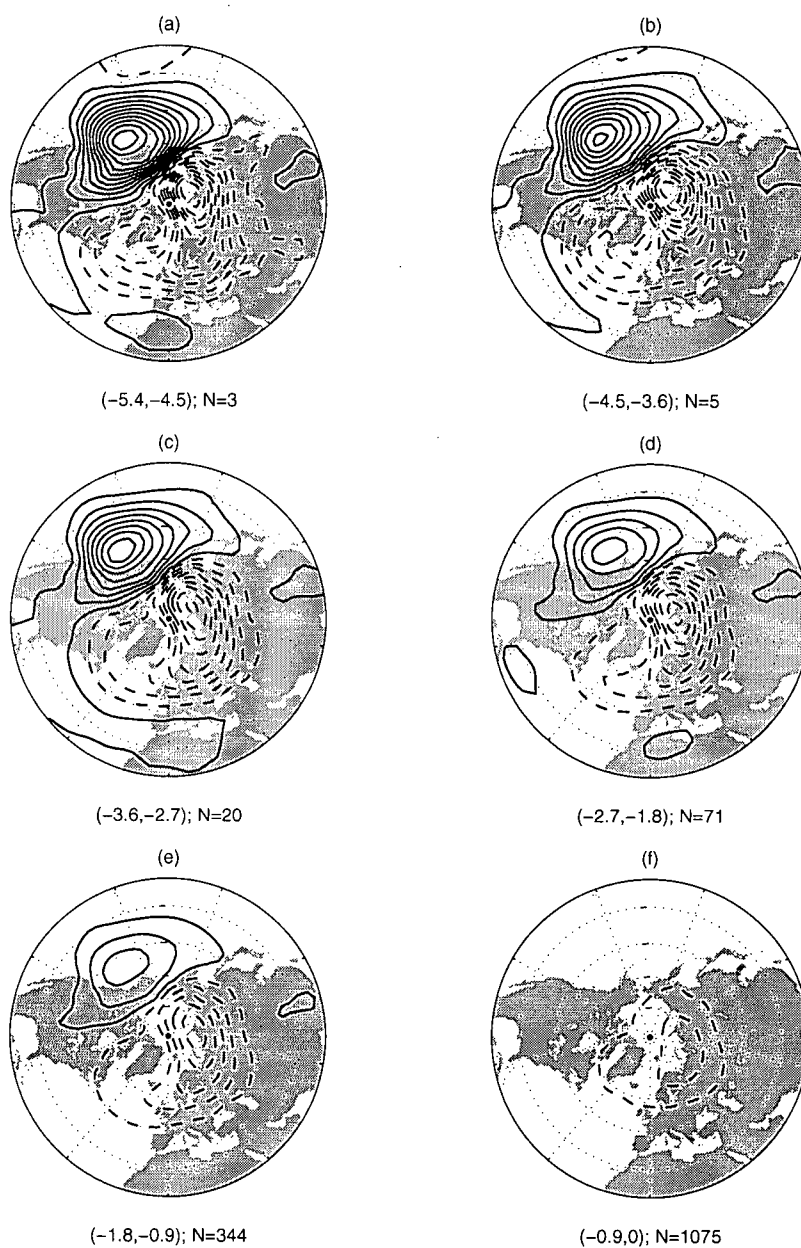 (a)
(b)
(−5.4,−4.5); N=3
(−4.5,−3.6); N=5
(c)
(d)
(−3.6,−2.7); N=20
(−2.7,−1.8); N=71
(e)
(f)
(−1.8,−0.9); N=344
(−0.9,0); N=1075